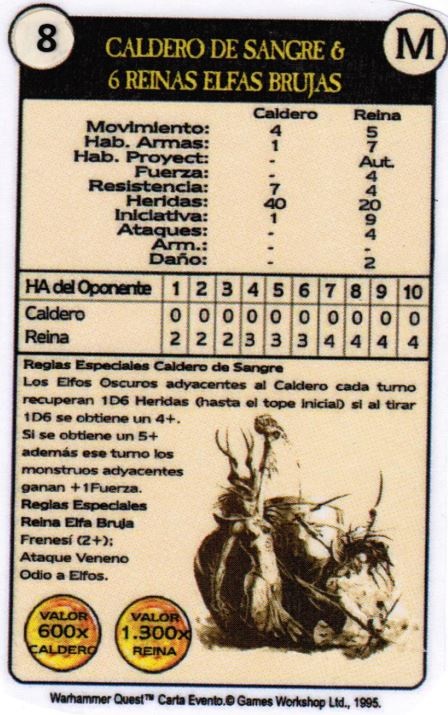 8
M
CALDERO DE SANGRE &
6 REINAS ELFAS BRUJAS
Caldero Reina
Movimiento: 4 5
Hab. Armas: 1 7
Hab. Proyect: - Aut.
Fuerza: - 4
Resistencia: 7 4
Heridas: 40 20
Iniciativa: 1 9
Ataques: - 4
Arm.: - -
Daño: - 2
HA del Oponente 1 2 3 4 5 6 7 8 9 10
Caldero 0 0 0 0 0 0 0 0 0 0
Reina 2 2 2 3 3 3 4 4 4 4
Reglas Especiales Caldero de Sangre
Los Elfos Oscuros adyacentes al Caldero cada turno
recuperan 1D6 Heridas (hasta el tope inicial) si al tirar
1D6 se obtiene un 4+.
Si se obtiene un 5+
además ese turno los
monstruos adyacentes
ganan +1Fuerza.
Reglas Especiales
Reina Elfa Bruja
Frenesí (2+);
Ataque Veneno
Odio a Elfos.
VALOR
600x
CALDERO
VALOR
1.300x
REINA
Warhammer Quest™ Carta Evento.© Games Workshop Ltd., 1995.